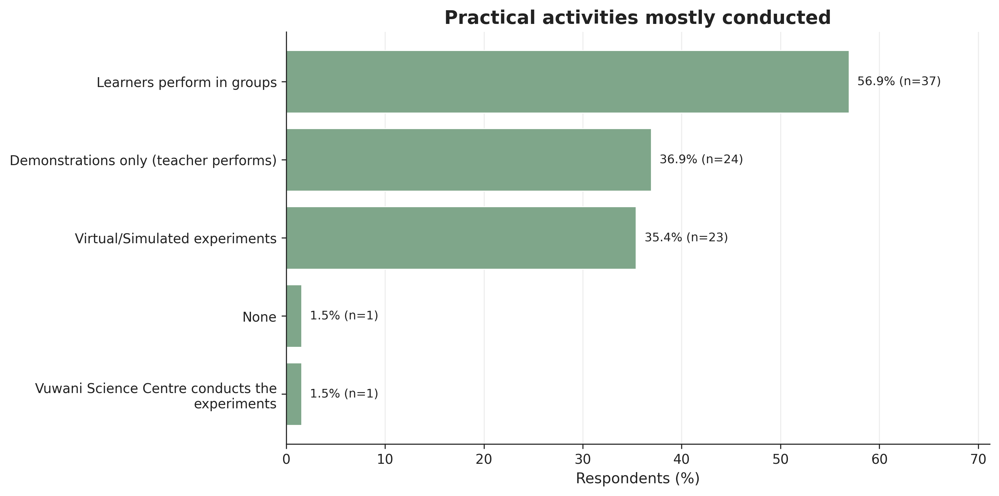 Practical activities mostly conducted
Learners perform in groups
56.9% (n=37)
Demonstrations only (teacher performs)
36.9% (n=24)
Virtual/Simulated experiments
35.4% (n=23)
None
1.5% (n=1)
Vuwani Science Centre conducts the
experiments
1.5% (n=1)
0 10 20 30 40 50 60 70
Respondents (%)